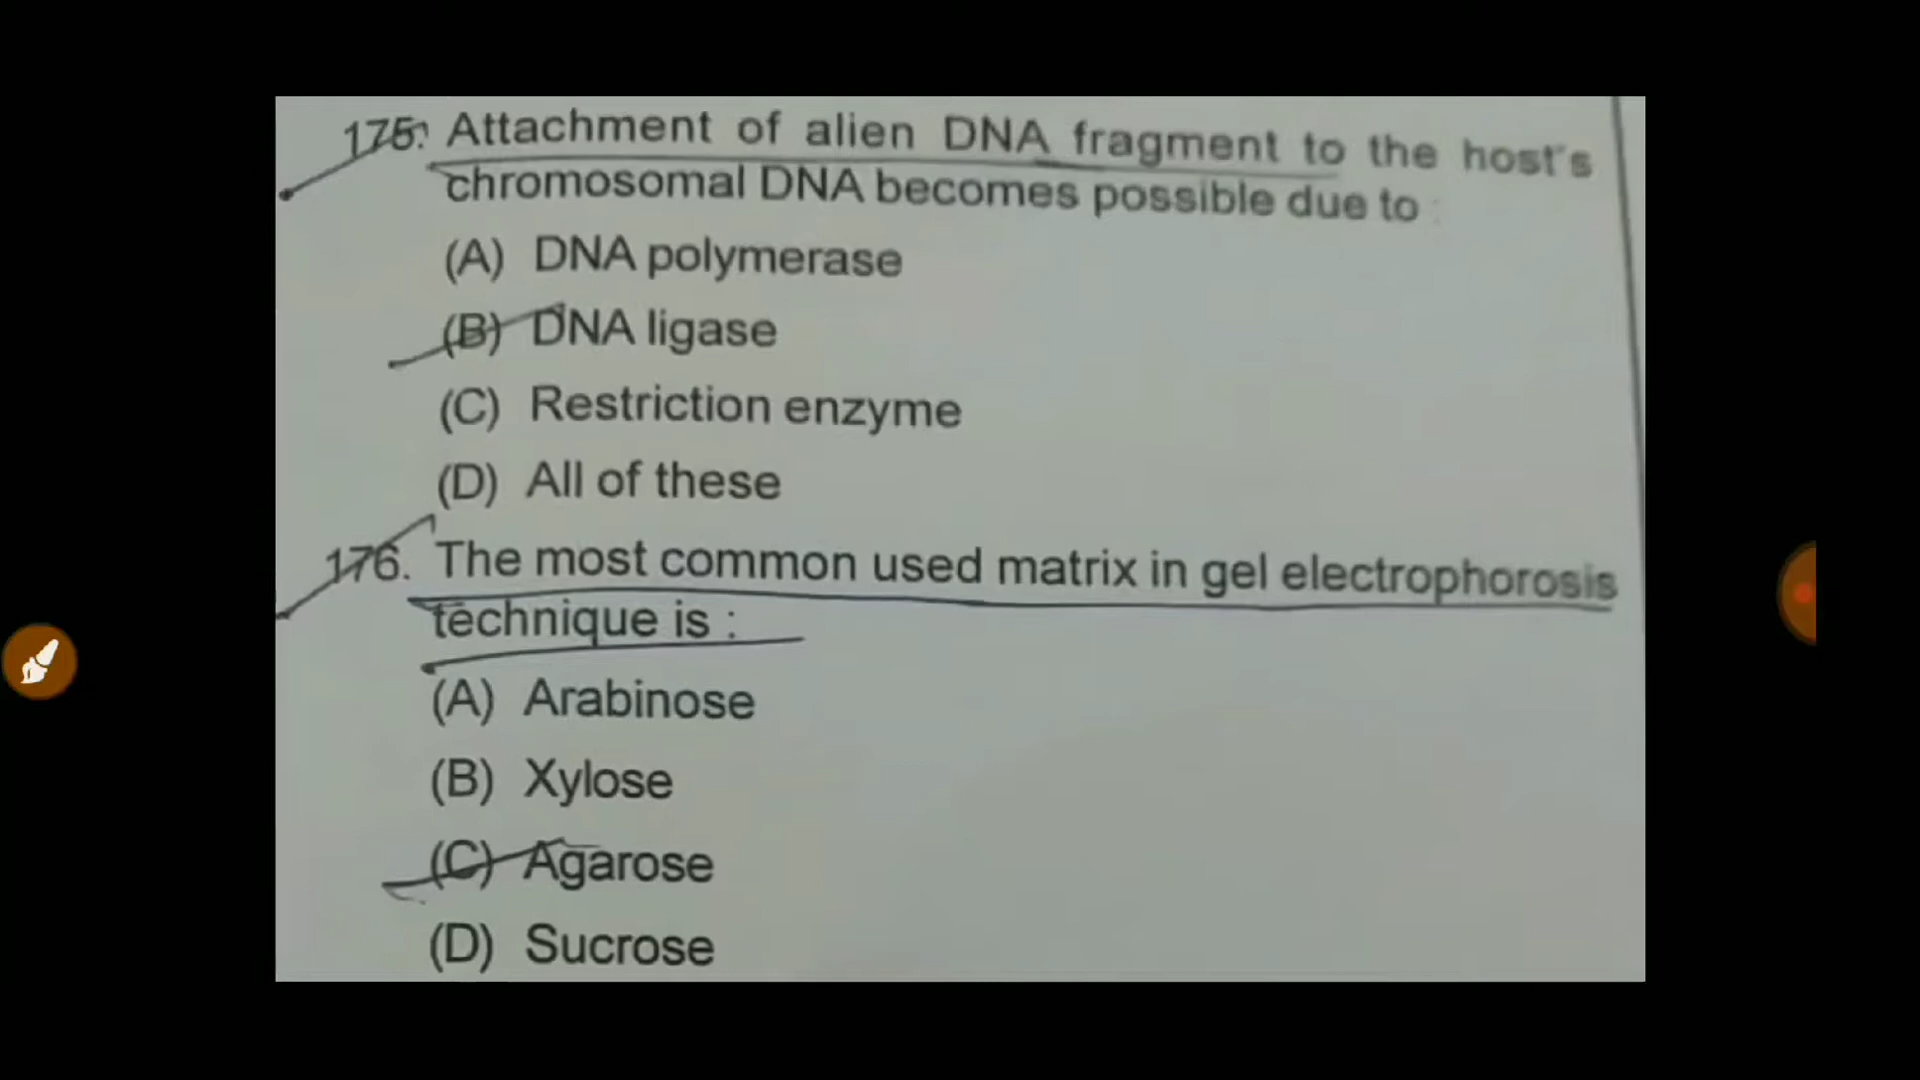 175. Attachment of alien DNA fragment to the host's
chromosomal DNA becomes possible due to :
(A) DNA polymerase
(B) DNA ligase
(C) Restriction enzyme
(D) All of these
176. The most common used matrix in gel electrophorosis
technique is :
(A) Arabinose
(B) Xylose
(C) Agarose
(D) Sucrose